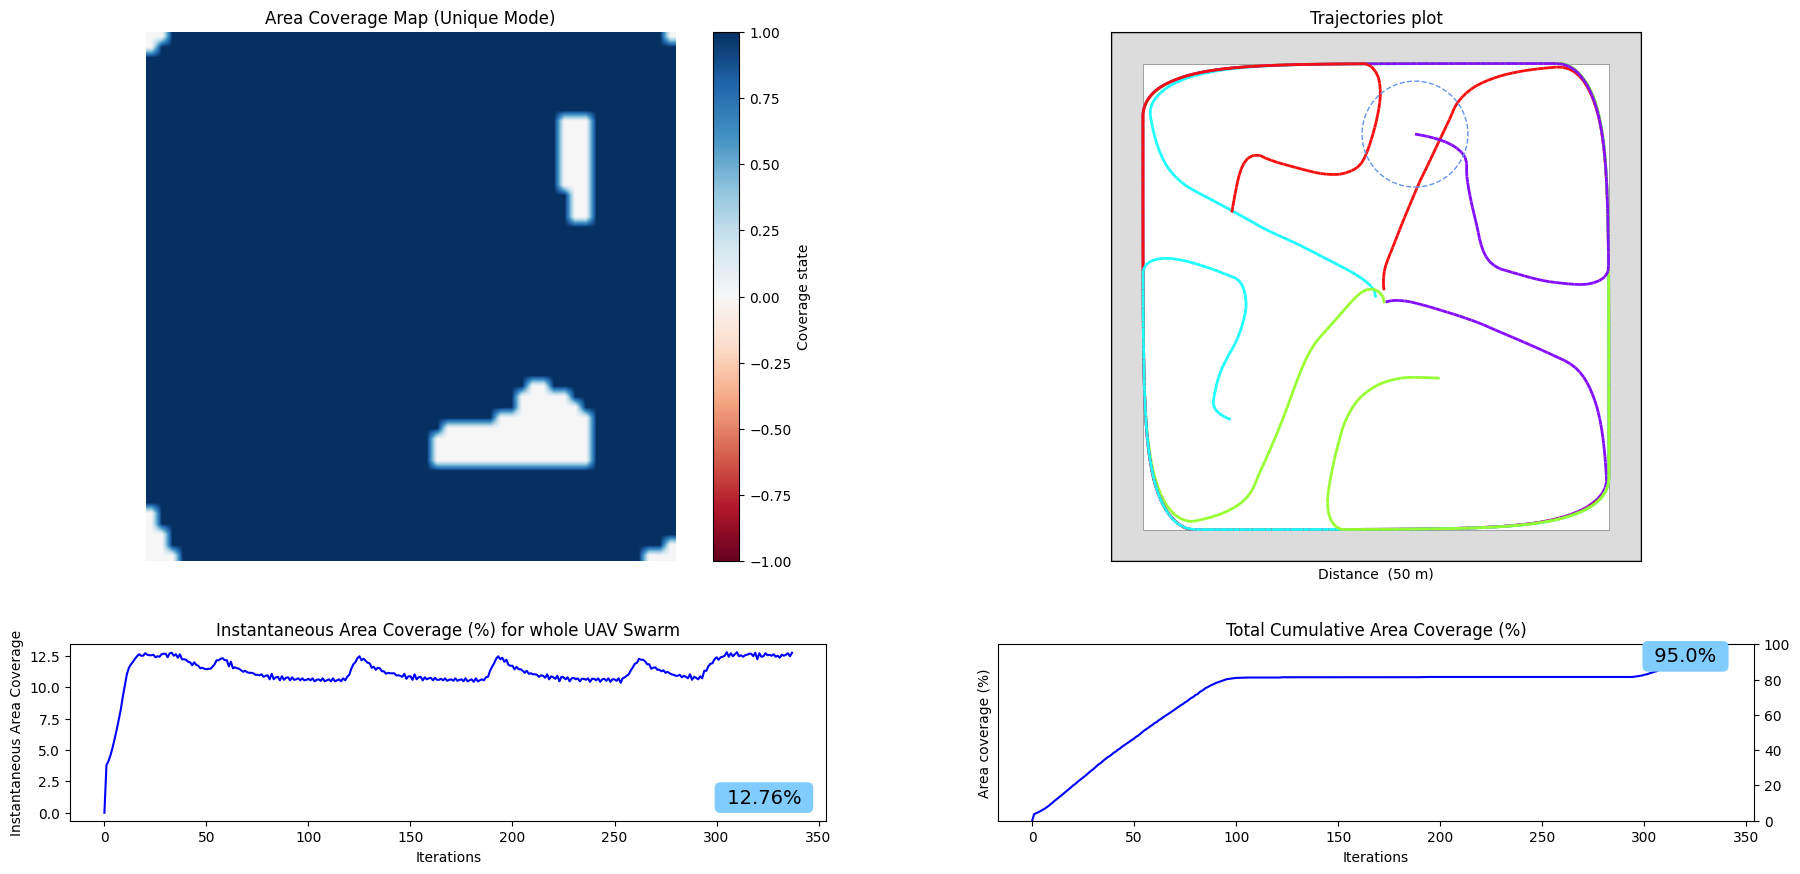 Area Coverage Map (Unique Mode)
1.00
0.75
0.50
0.25
0.00
−0.25
−0.50
−0.75
−1.00
Coverage state
Trajectories plot
Distance  (50 m)
Instantaneous Area Coverage (%) for whole UAV Swarm
Instantaneous Area Coverage
12.5
10.0
7.5
5.0
2.5
0.0
12.76%
0 50 100 150 200 250 300 350
Iterations
Total Cumulative Area Coverage (%)
Area coverage (%)
95.0%
100
80
60
40
20
0
0 50 100 150 200 250 300 350
Iterations